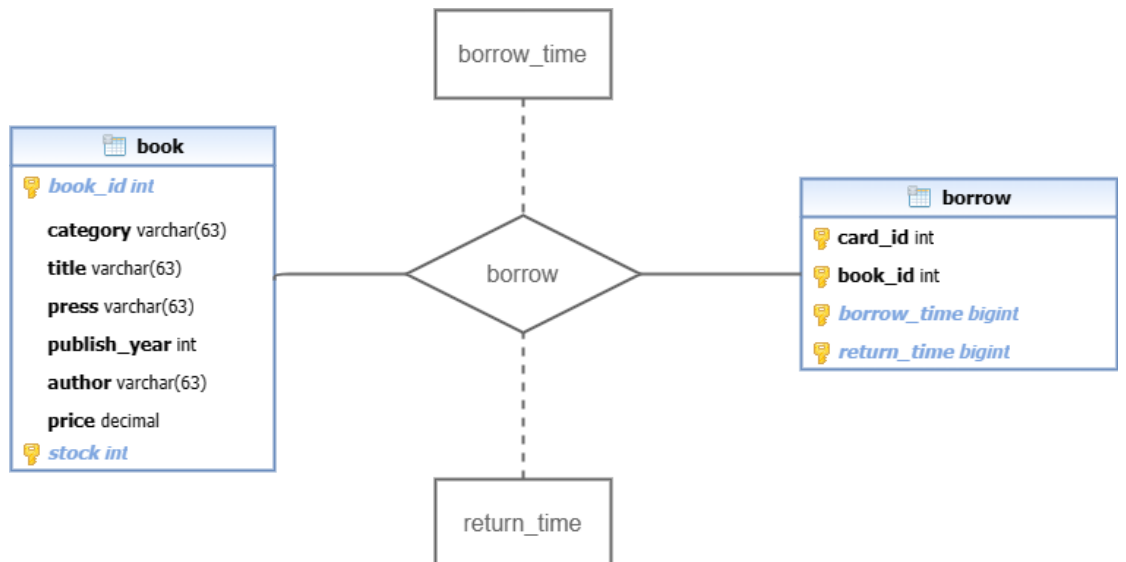 borrow_time
book
book_id int
category varchar(63)
title varchar(63)
press varchar(63)
publish_year int
author varchar(63)
price decimal
stock int
borrow
borrow
card_id int
book_id int
borrow_time bigint
return_time bigint
return_time